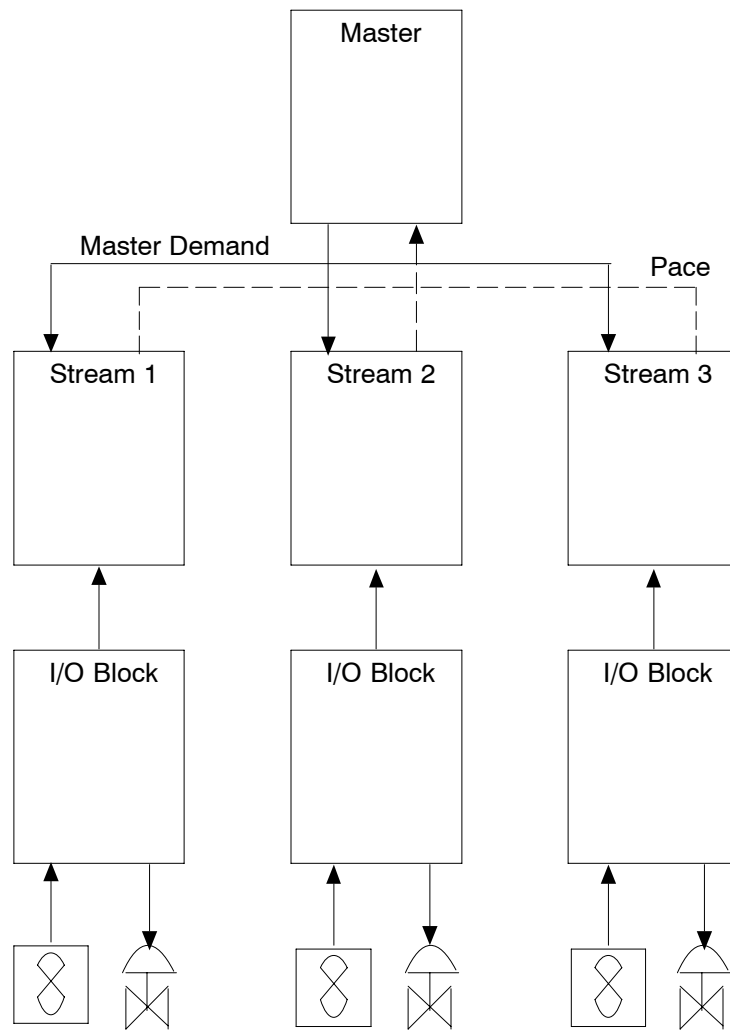 Master
Master Demand
Pace
Stream 1
Stream 2
Stream 3
I/O Block
I/O Block
I/O Block